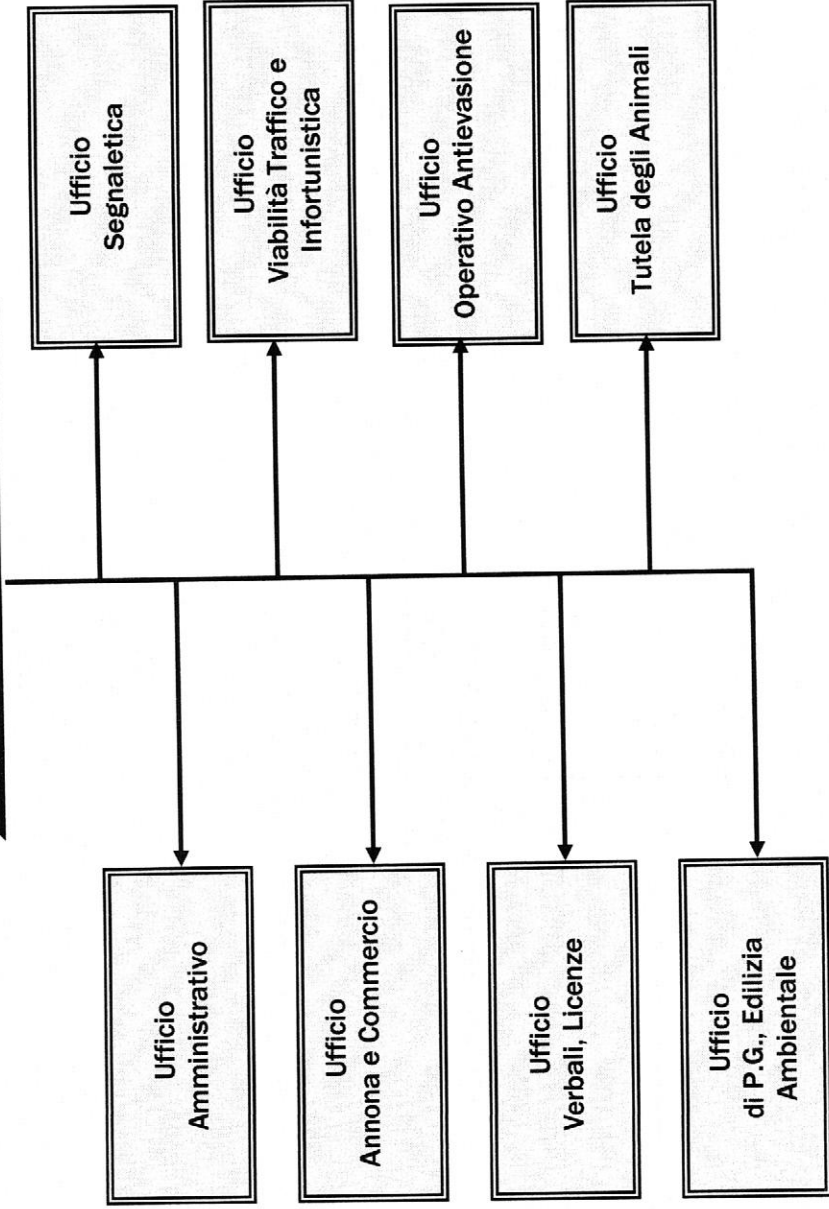 Ufficio
Segnaletica
Ufficio
Viabilità Traffico e
Infortunistica
Ufficio
Operativo Antievasione
Ufficio
Tutela degli Animali
Ufficio
Amministrativo
Ufficio
Annona e Commercio
Ufficio
Verbali, Licenze
Ufficio
di P.G., Edilizia
Ambientale